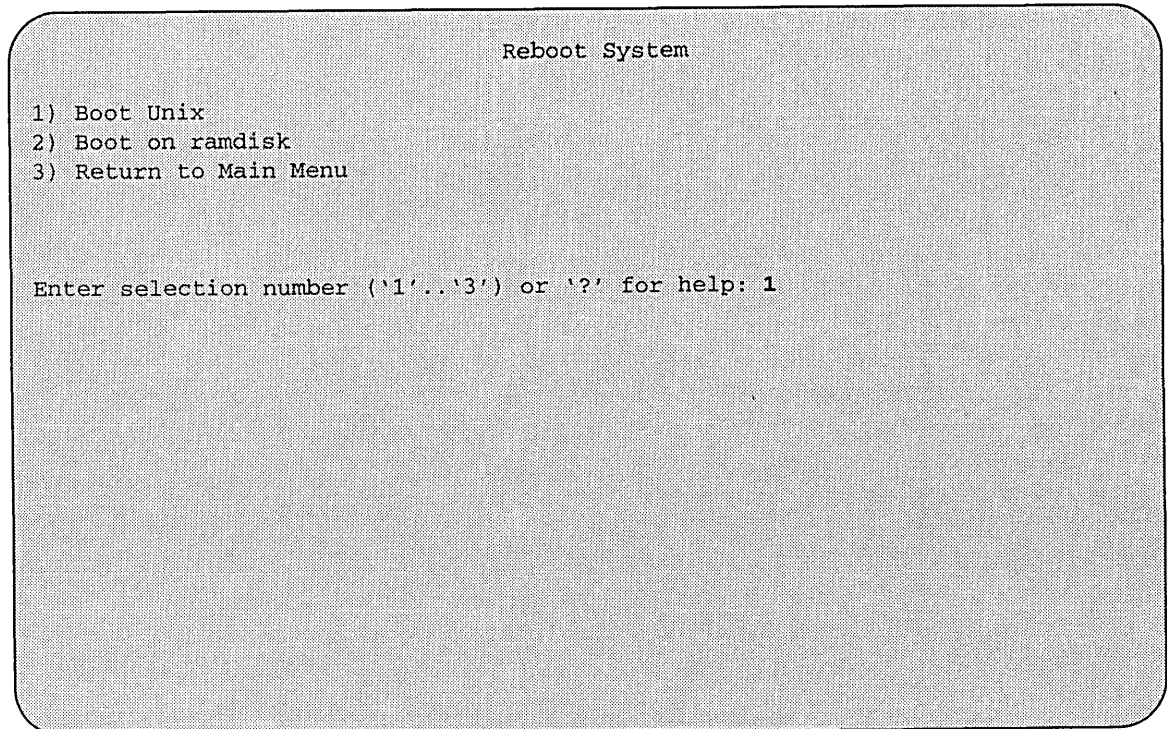 Reboot System
1) Boot Unix
2) Boot on ramdisk
3) Return to Main Menu
Enter selection number (‘1’..‘3’) or ‘?’ for help: 1